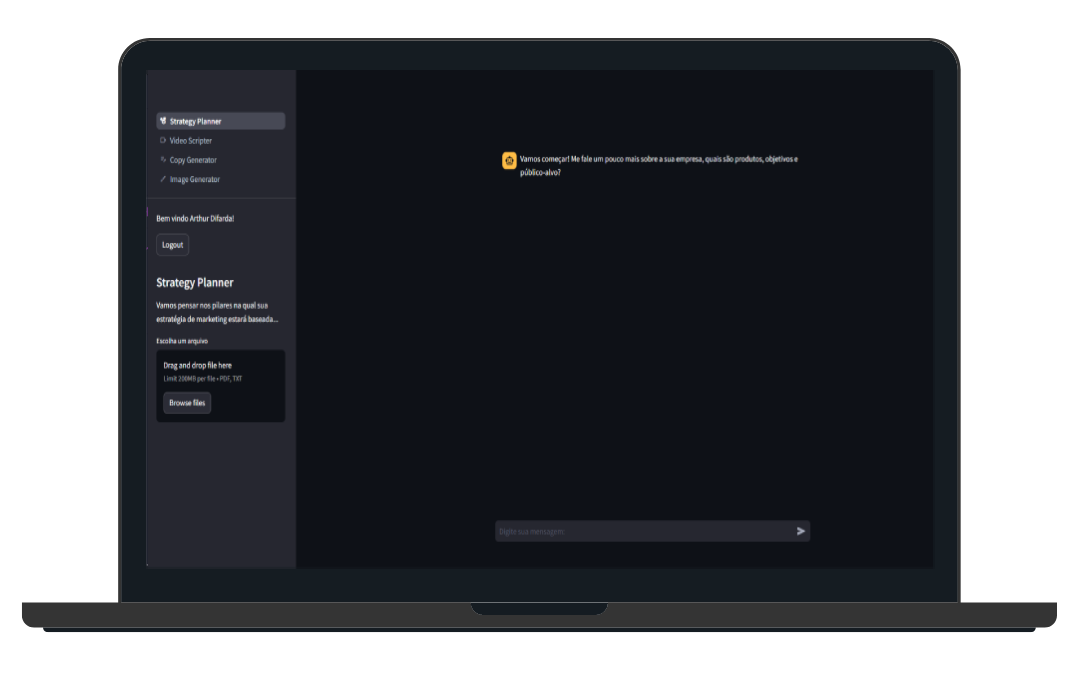 Strategy Planner
Video Scripter
Copy Generator
Image Generator
Bem vindo Arthur Difarda!
Logout
Strategy Planner
Vamos pensar nos pilares na qual sua
estratégia de marketing estará baseada...
Escolha um arquivo
Drag and drop file here
Limit 200MB per file • PDF, TXT
Browse files
Vamos começar! Me fale um pouco mais sobre a sua empresa, quais são produtos, objetivos e
público-alvo?
Digite sua mensagem: